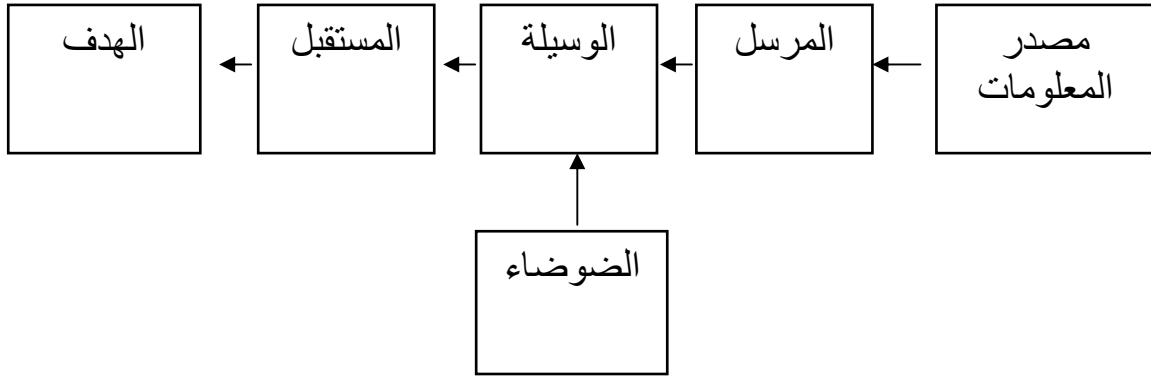 مصدر
المعلومات
المرسل
الوسيلة
المستقبل
الهدف
الضوضاء